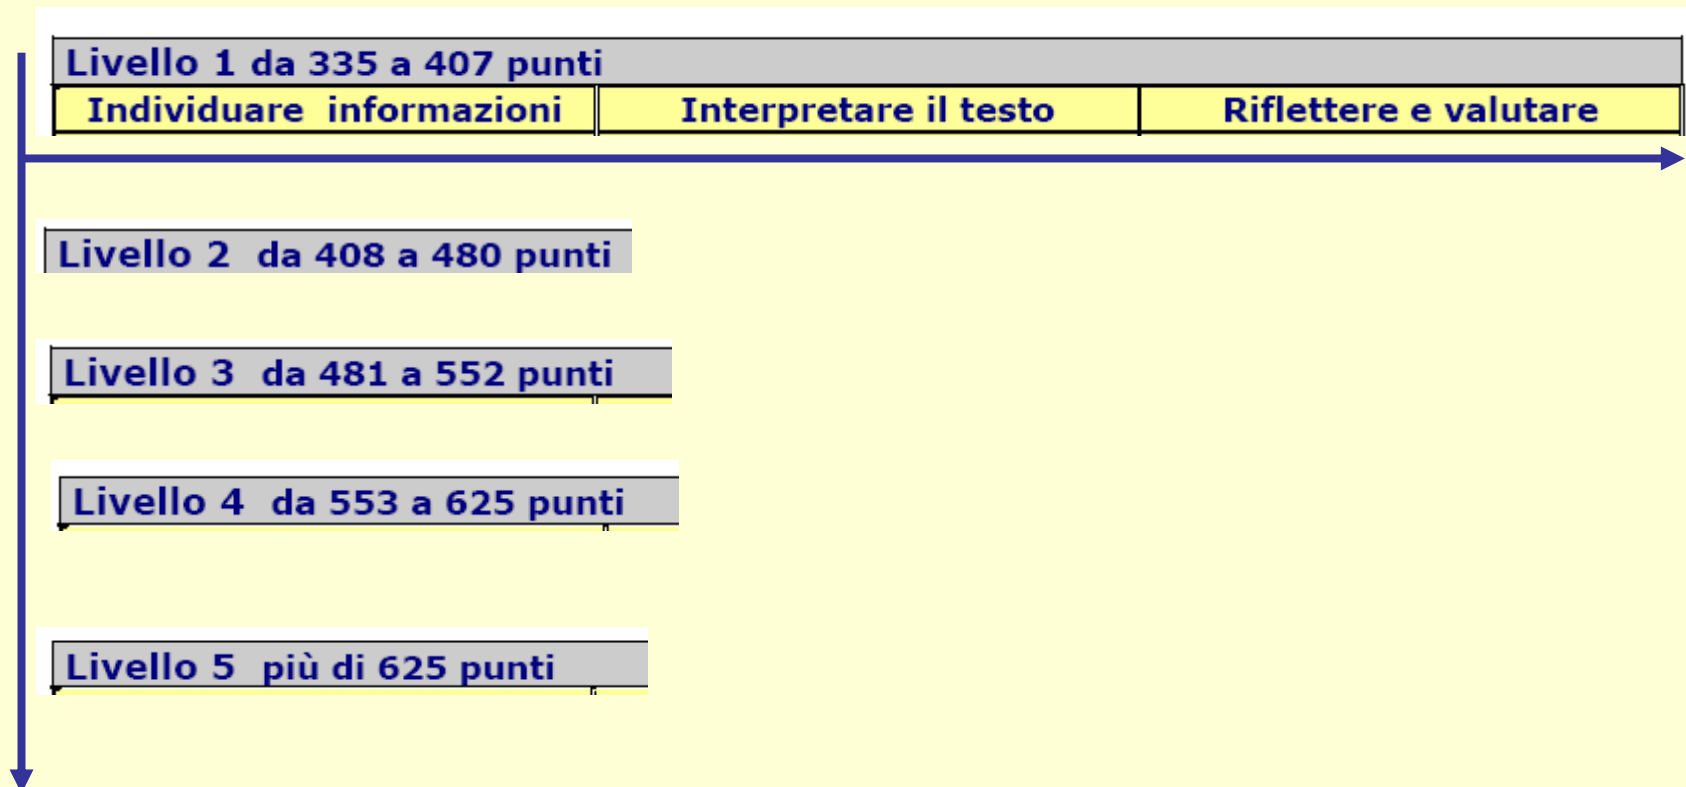 Livello 1 da 335 a 407 punti
Individuare informazioni Interpretare il testo Riflettere e valutare
Livello 2 da 408 a 480 punti
Livello 3 da 481 a 552 punti
Livello 4 da 553 a 625 punti
Livello 5 più di 625 punti